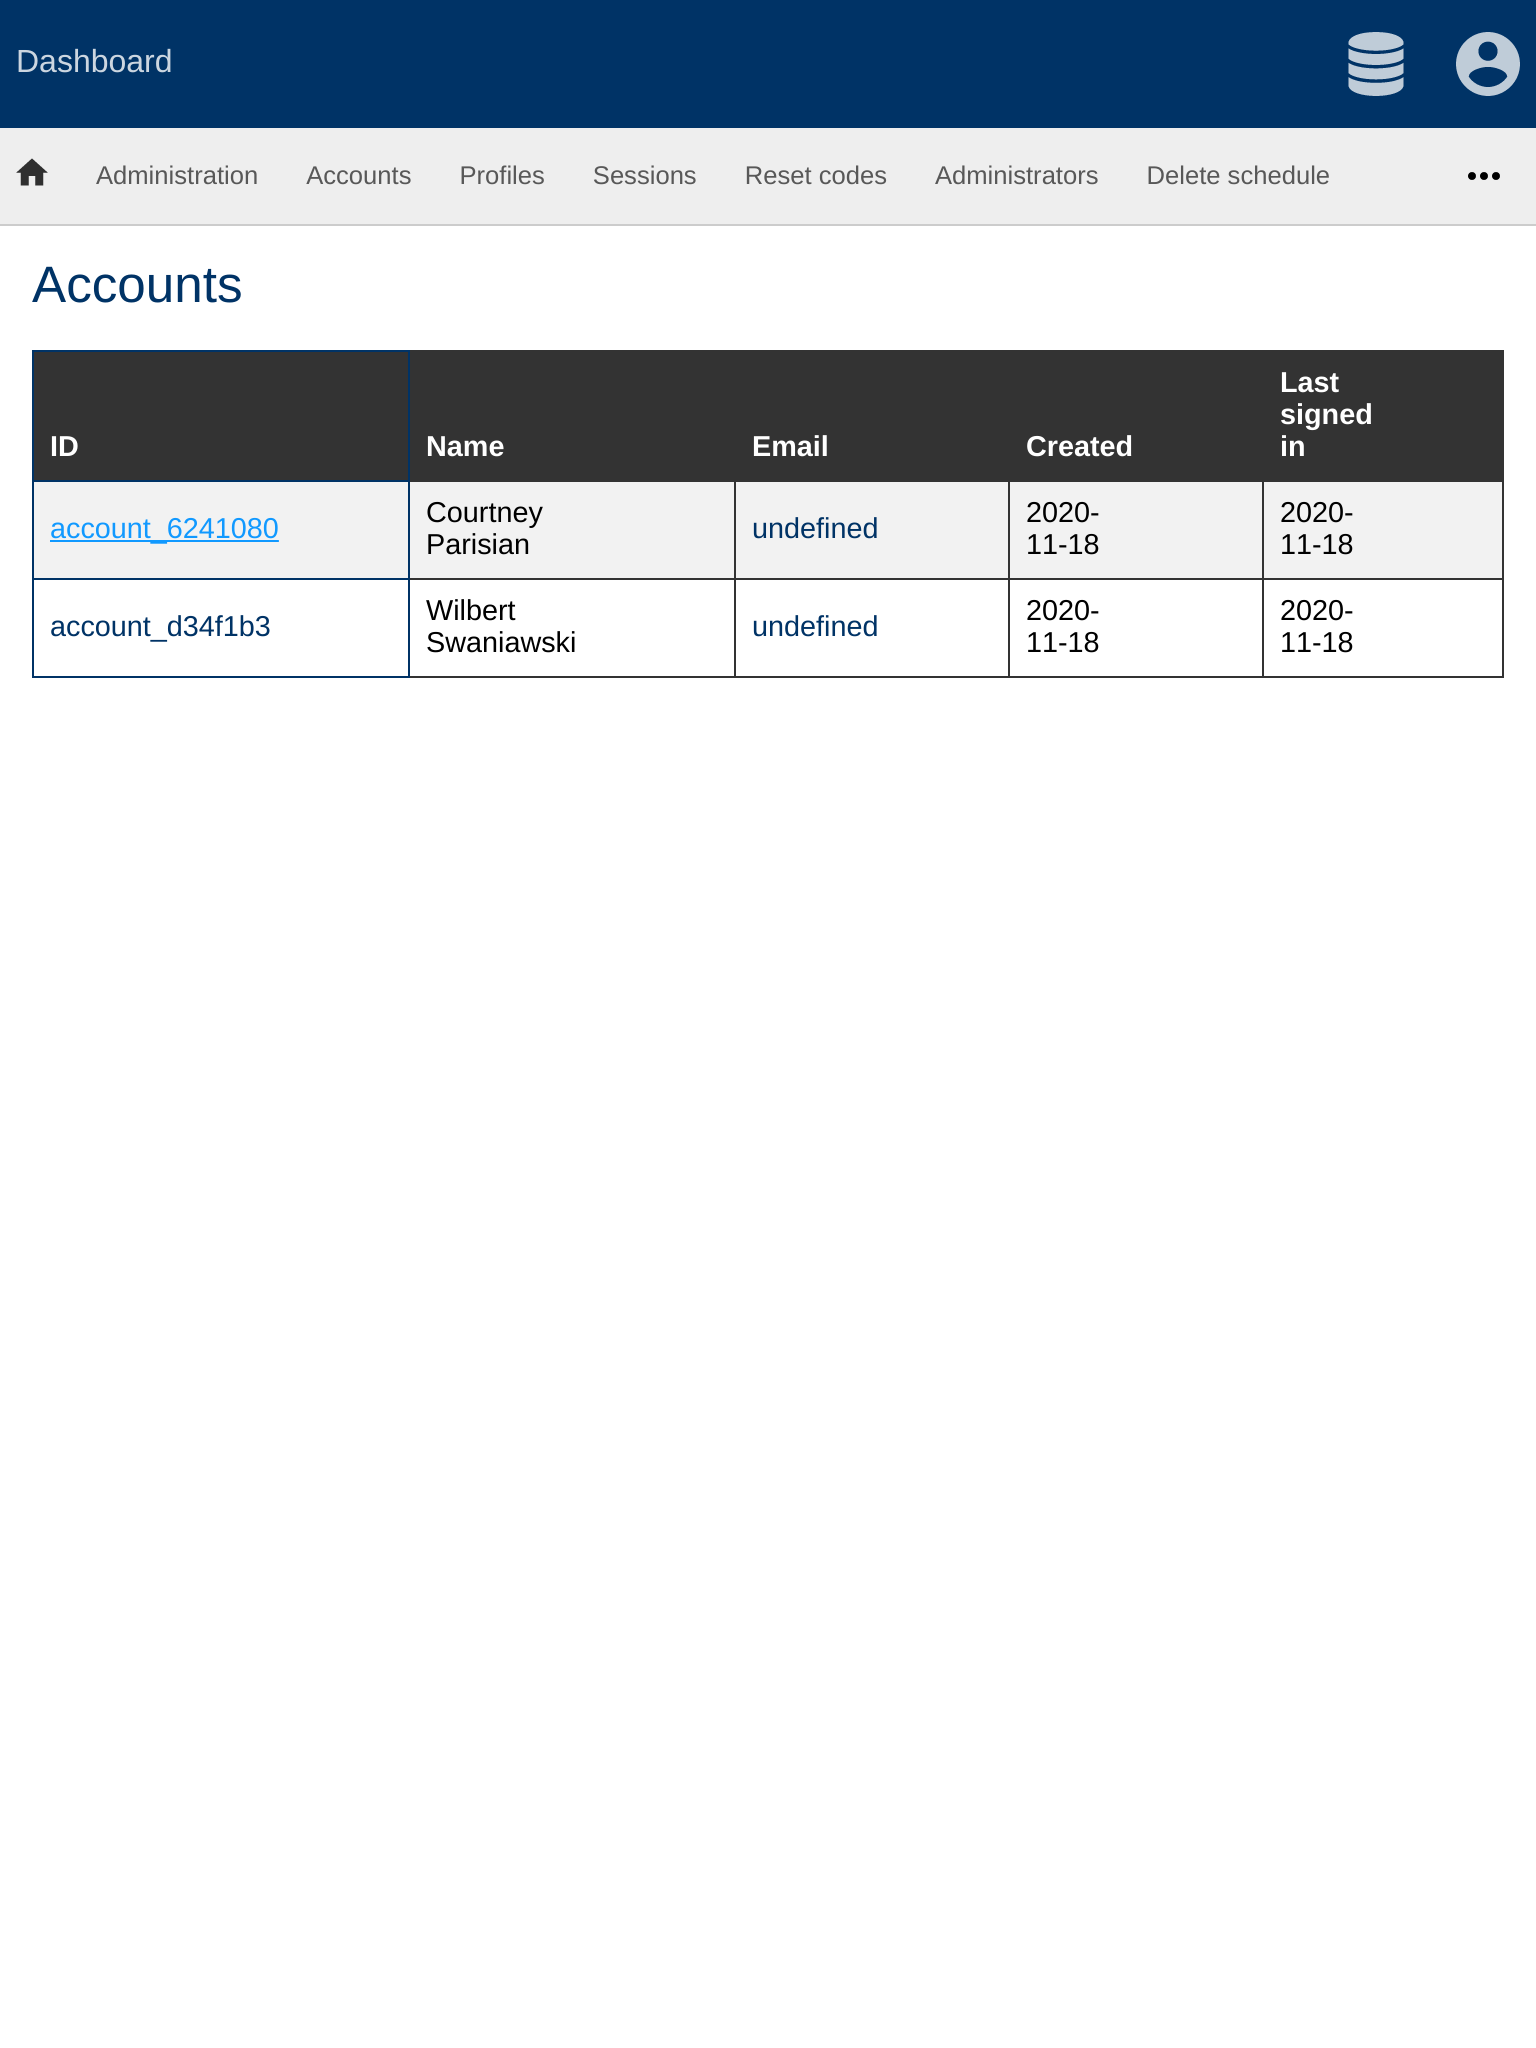 Dashboard
Administration Accounts Profiles Sessions Reset codes Administrators Delete schedule
Accounts
ID Name Email Created Last signed in
account_6241080 Courtney Parisian undefined 2020-11-18 2020-11-18
account_d34f1b3 Wilbert Swaniawski undefined 2020-11-18 2020-11-18